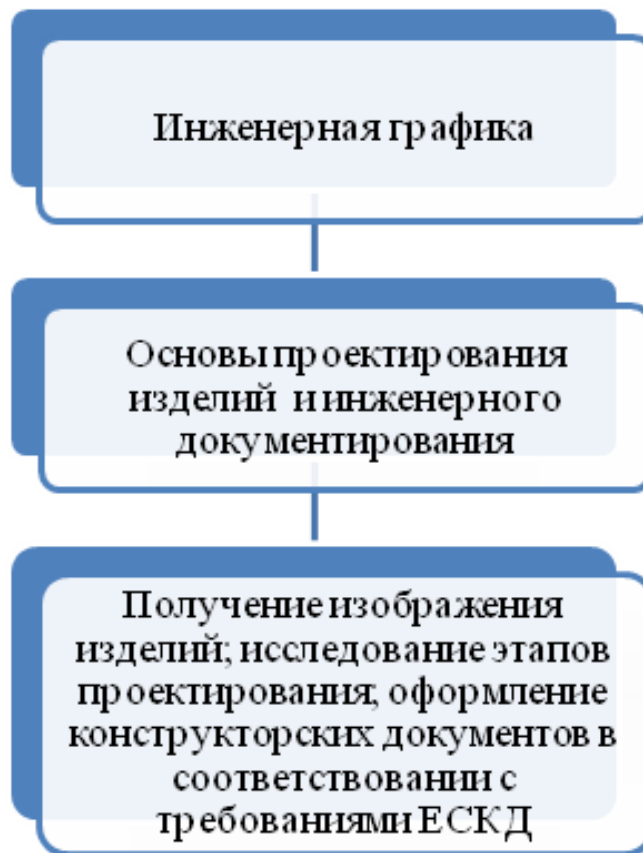 Инженерная графика
Основы проектирования
изделий и инженерного
документирования
Получение изображения
изделий; исследование этапов
проектирования; оформление
конструкторских документов в
соответствовании с
требованиями ЕСКД